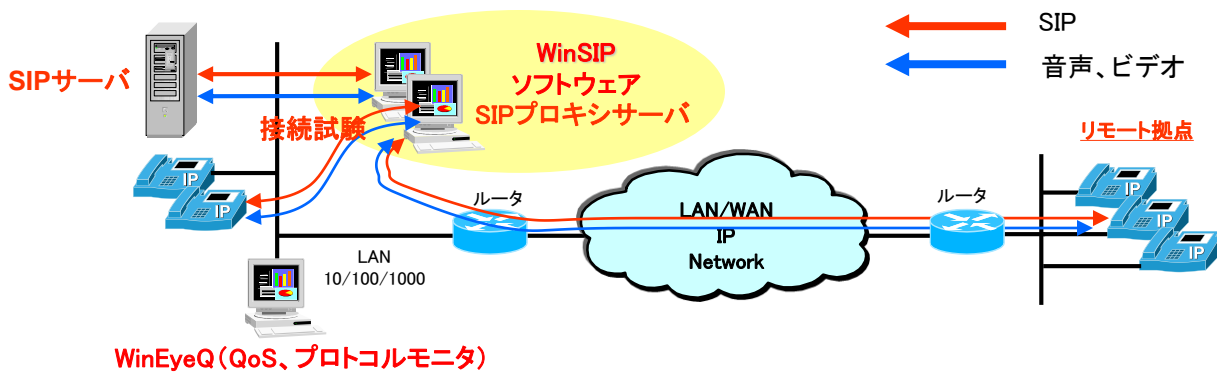 SIP
音声、ビデオ
WinSIP
ソフトウェア
SIPプロキシサーバ
SIPサーバ
接続試験
リモート拠点
IP
IP
ルータ
LAN/WAN
IP
Network
ルータ
IP
IP
IP
LAN
10/100/1000
WinEyeQ(QoS、プロトコルモニタ)